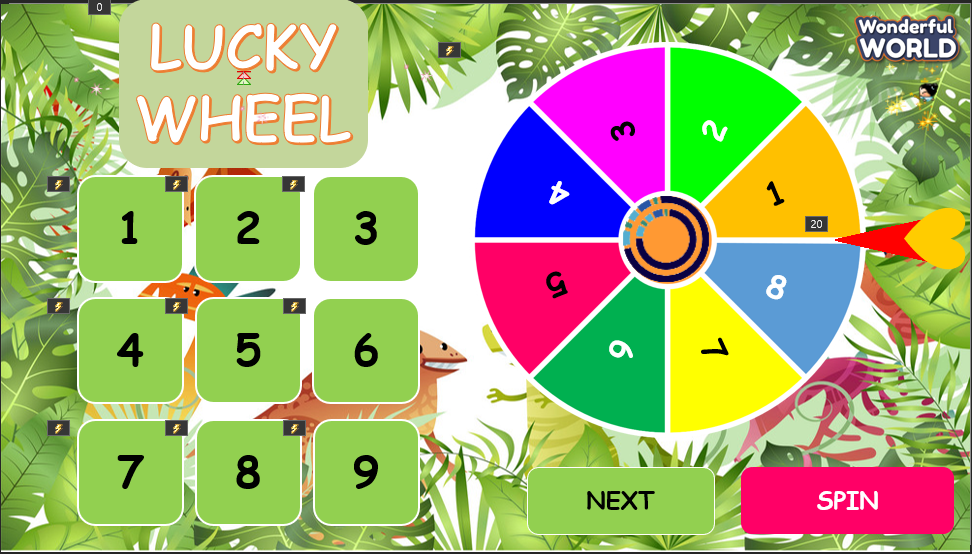 0
LUCKY
WHEEL
Wonderful
WORLD
1 2 3
4 5 6
7 8 9
3 2
4 1
20
5 8
6 7
NEXT SPIN